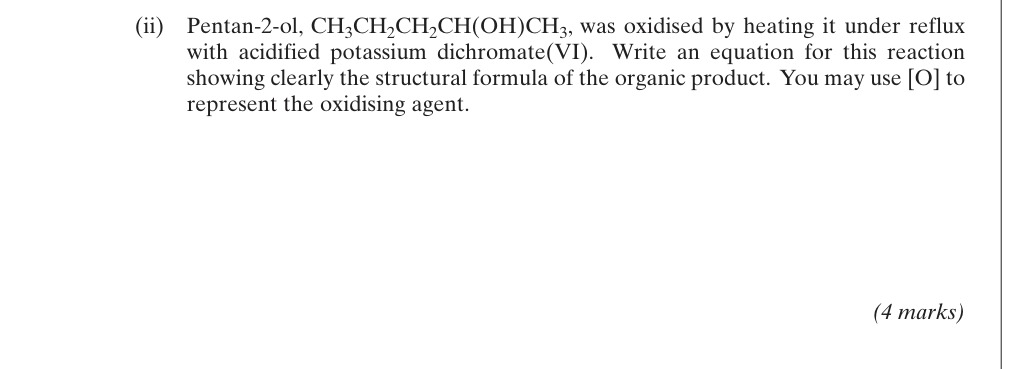 (ii) Pentan-2-ol, CH₃CH₂CH₂CH(OH)CH₃, was oxidised by heating it under reflux
with acidified potassium dichromate(VI). Write an equation for this reaction
showing clearly the structural formula of the organic product. You may use [O] to
represent the oxidising agent.
(4 marks)